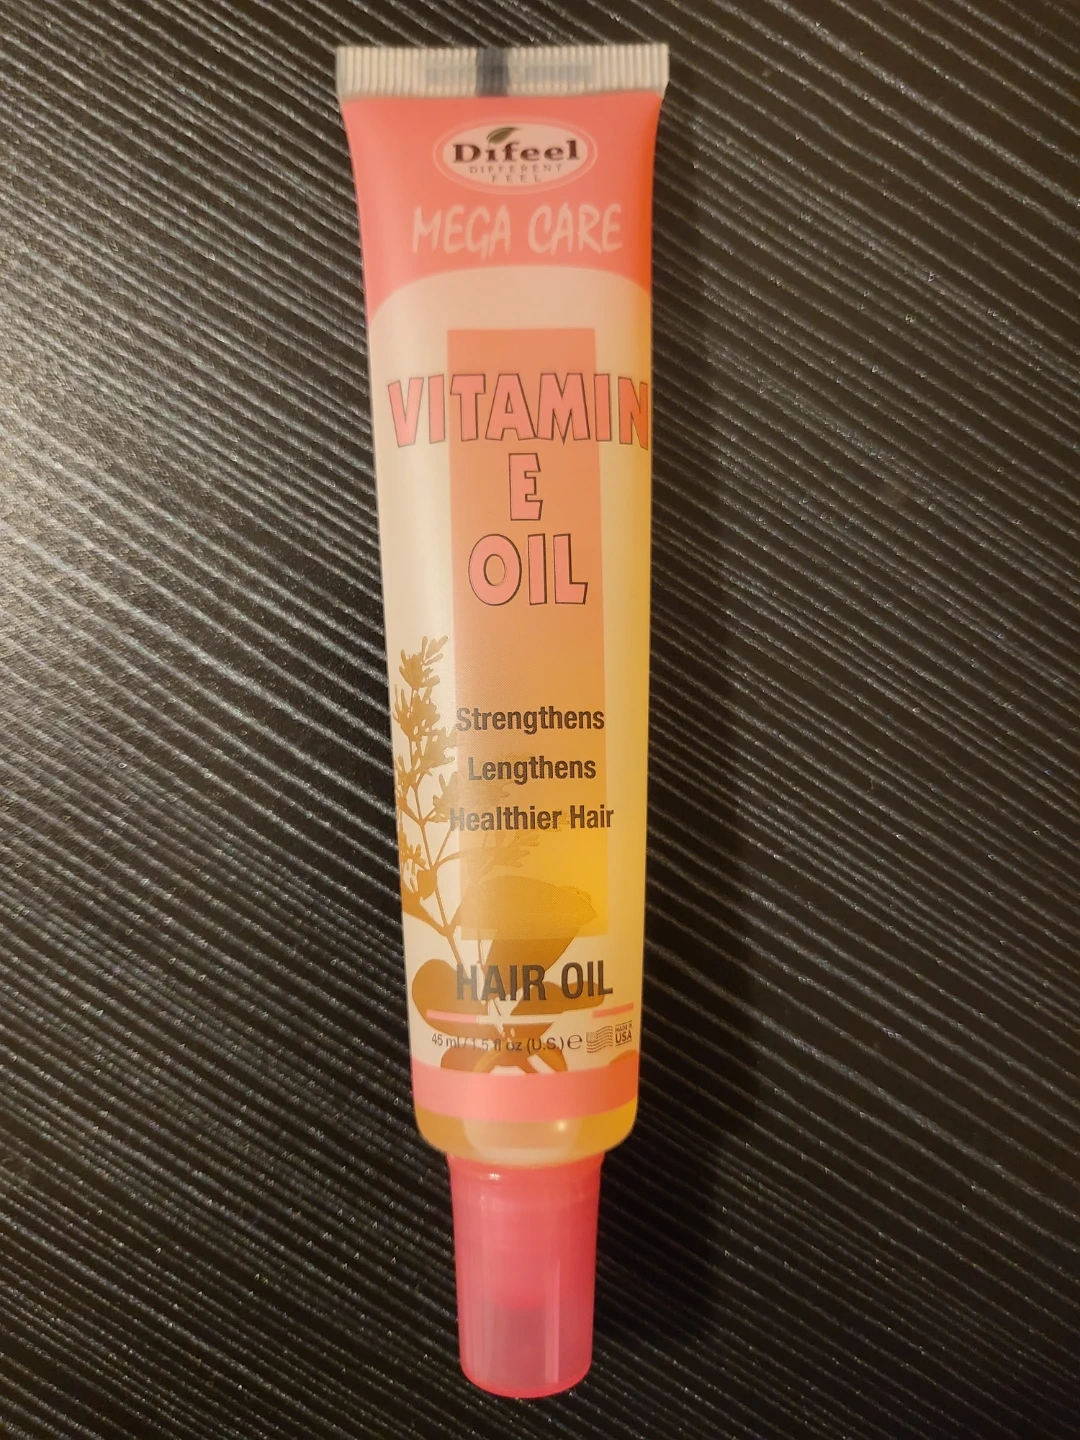 Difeel
DIFFERENT
FEEL
MEGA CARE
VITAMIN
E
OIL
Strengthens
Lengthens
Healthier Hair
HAIR OIL
45 ml / 1.5 fl oz (U.S.) ℮ MADE IN
USA